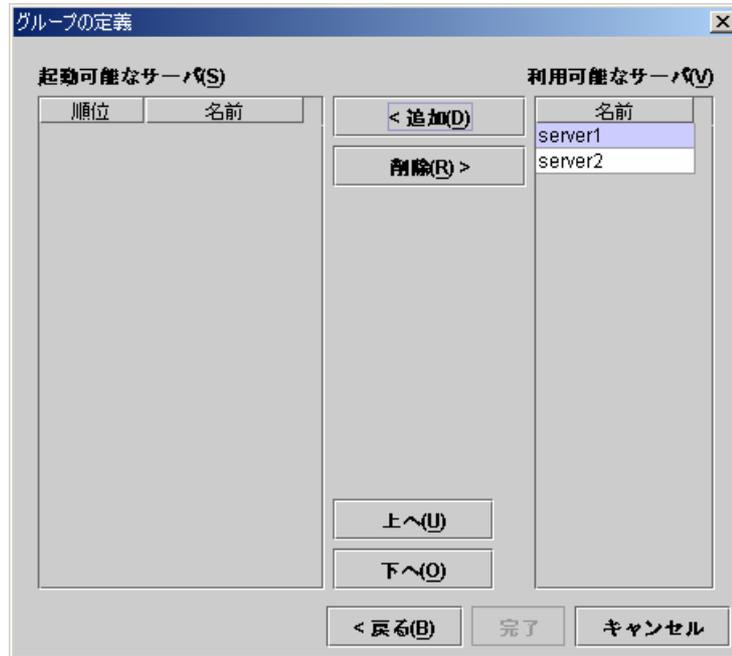 グループの定義
起動可能なサーバ(S)
利用可能なサーバ(V)
順位 名前
< 追加(D)
名前
server1
削除(R) >
server2
上へ(U)
下へ(O)
< 戻る(B)
完了
キャンセル